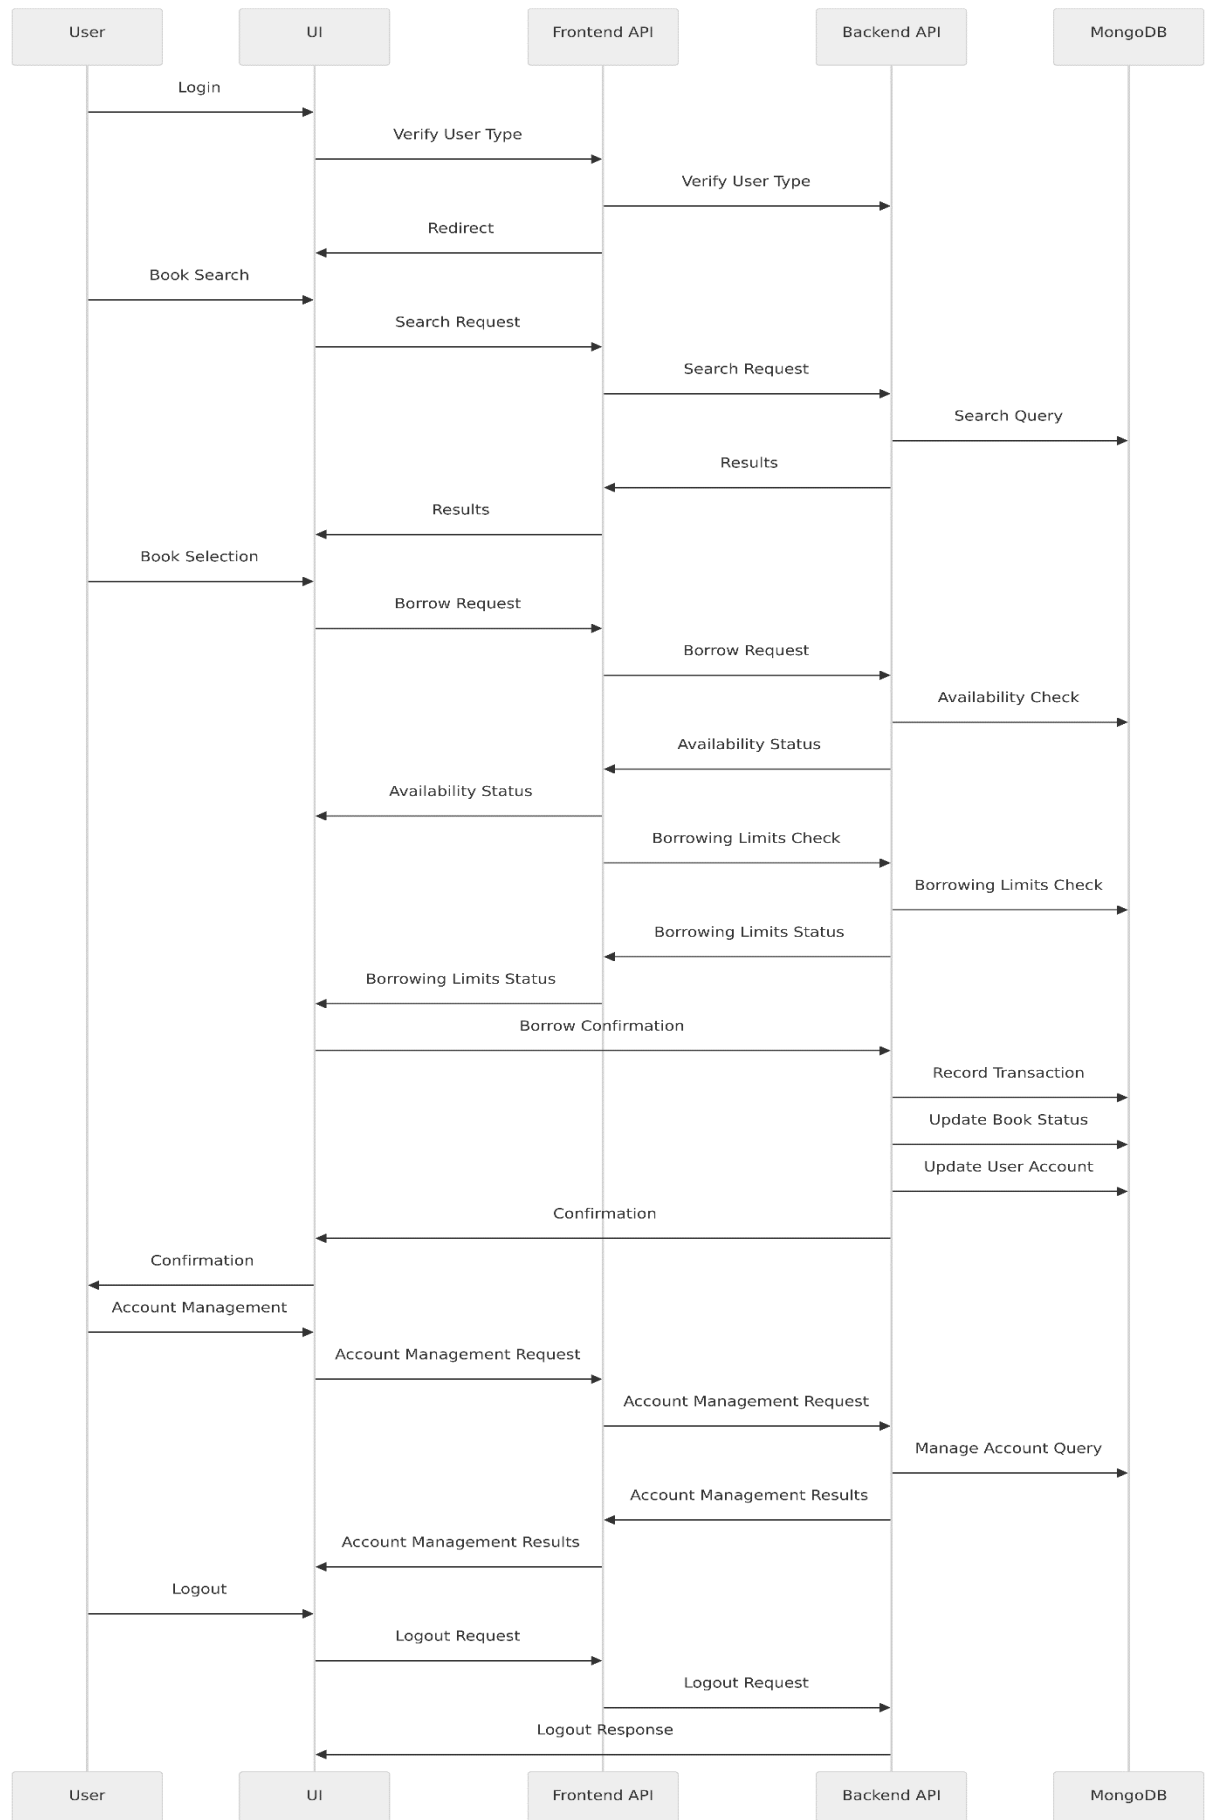 User
UI
Frontend API
Backend API
MongoDB
Login
Verify User Type
Verify User Type
Redirect
Book Search
Search Request
Search Request
Search Query
Results
Results
Book Selection
Borrow Request
Borrow Request
Availability Check
Availability Status
Availability Status
Borrowing Limits Check
Borrowing Limits Check
Borrowing Limits Status
Borrowing Limits Status
Borrow Confirmation
Record Transaction
Update Book Status
Update User Account
Confirmation
Confirmation
Account Management
Account Management Request
Account Management Request
Manage Account Query
Account Management Results
Account Management Results
Logout
Logout Request
Logout Request
Logout Response
User
UI
Frontend API
Backend API
MongoDB